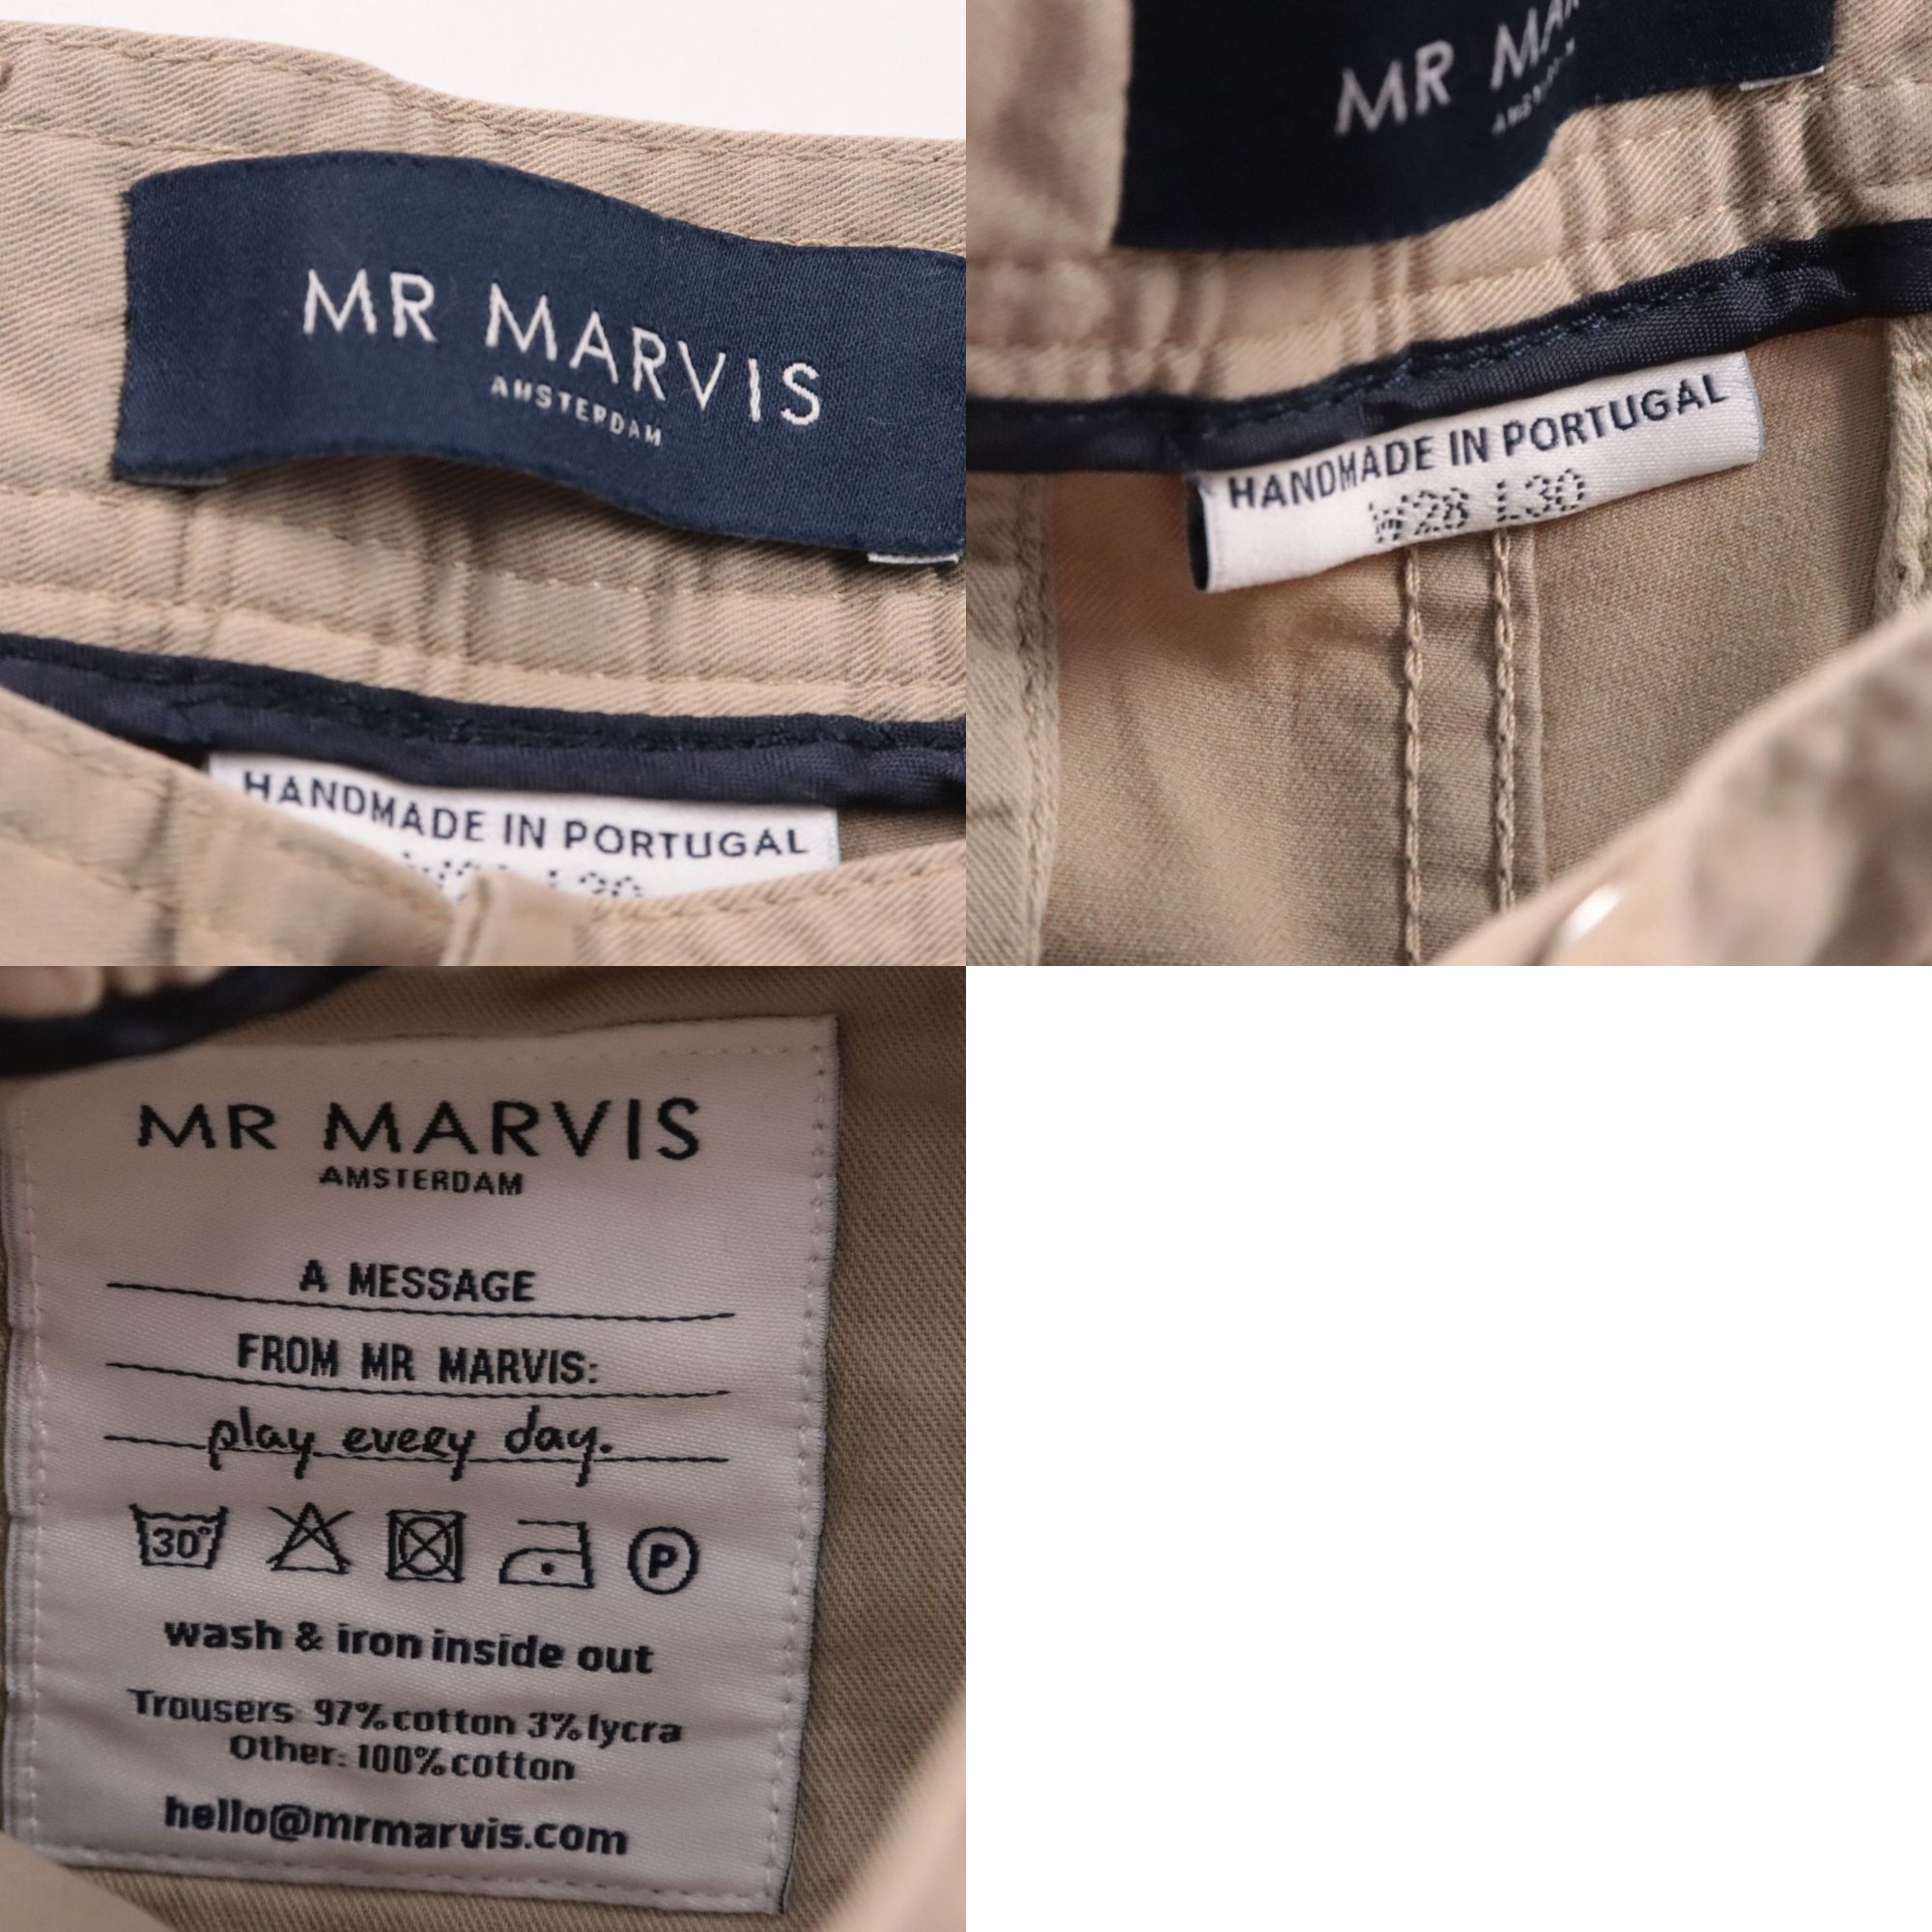 MR MARVIS
AMSTERDAM
HANDMADE IN PORTUGAL
MR
HANDMADE IN PORTUGAL
W28 L30
MR MARVIS
AMSTERDAM
A MESSAGE
FROM MR MARVIS:
play every day.
30°
P
wash & iron inside out
Trousers: 97% cotton 3% lycra
Other: 100% cotton
hello@mrmarvis.com